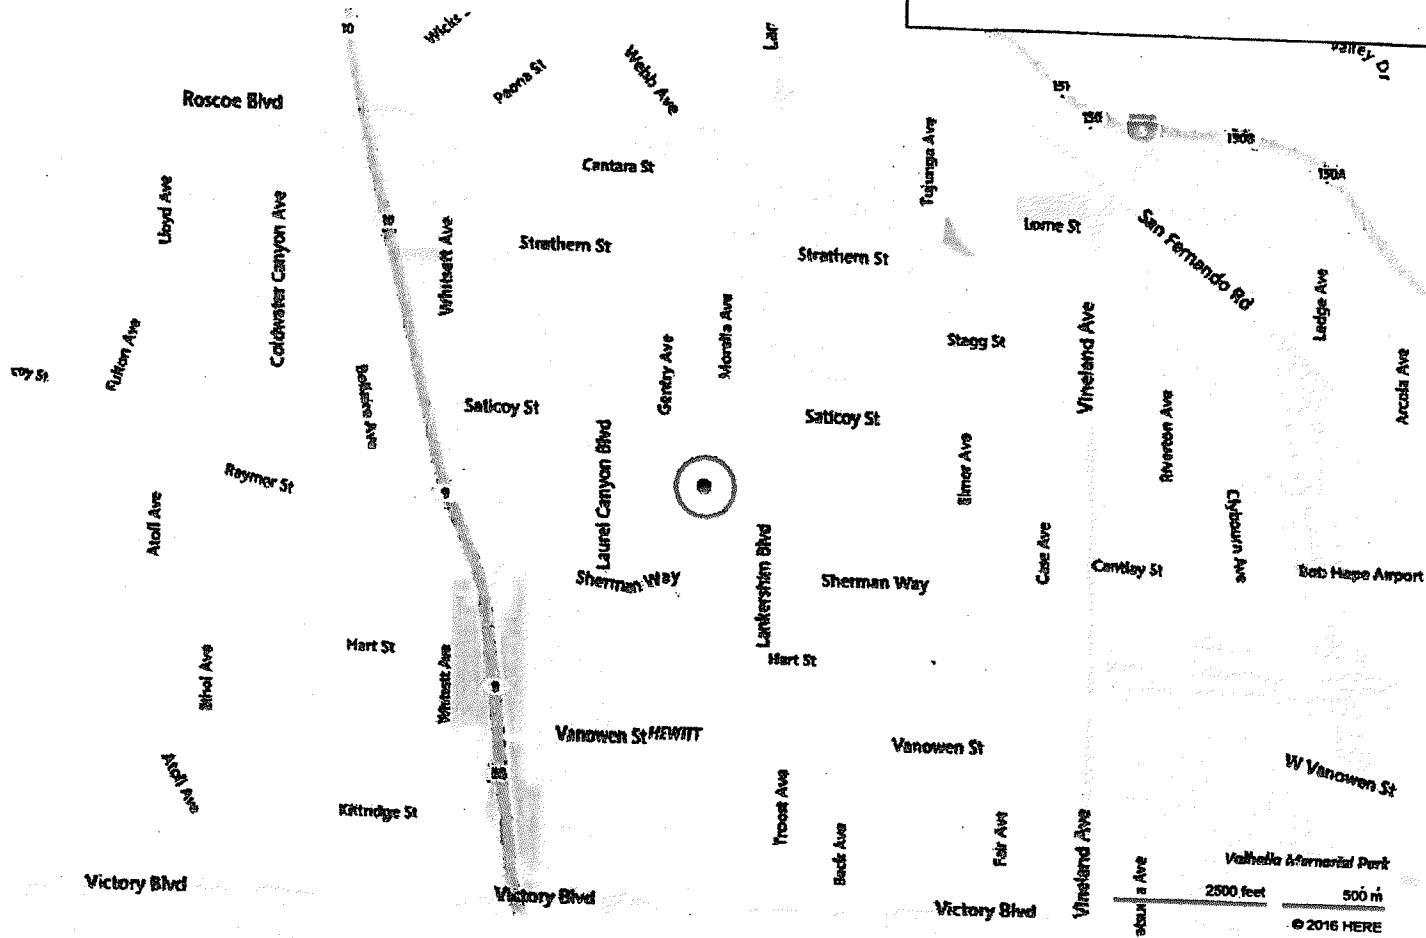 Wicks
Paona St
Webb Ave
Roscoe Blvd
Cantara St
Tujunga Ave
151
150B
150A
Lloyd Ave
Coldwater Canyon Ave
Whitsett Ave
Strathern St
Strathern St
Lorne St
San Fernando Rd
Ledge Ave
Fulton Ave
Bellaire Ave
Gentry Ave
Morella Ave
Stagg St
Vineland Ave
Arcola Ave
Saticoy St
Saticoy St
Riverton Ave
Raymer St
Laurel Canyon Blvd
Elmer Ave
Atoll Ave
Clybourn Ave
Sherman Way
Lankershim Blvd
Sherman Way
Case Ave
Cantlay St
Bob Hope Airport
Hart St
Hart St
Ethel Ave
Whitsett Ave
Vanowen St HEWITT
Vanowen St
W Vanowen St
Atoll Ave
Kittridge St
Troost Ave
Beck Ave
Fair Ave
Vineland Ave
Valhalla Memorial Park
Victory Blvd
Victory Blvd
Victory Blvd
2500 feet
500 m
© 2016 HERE